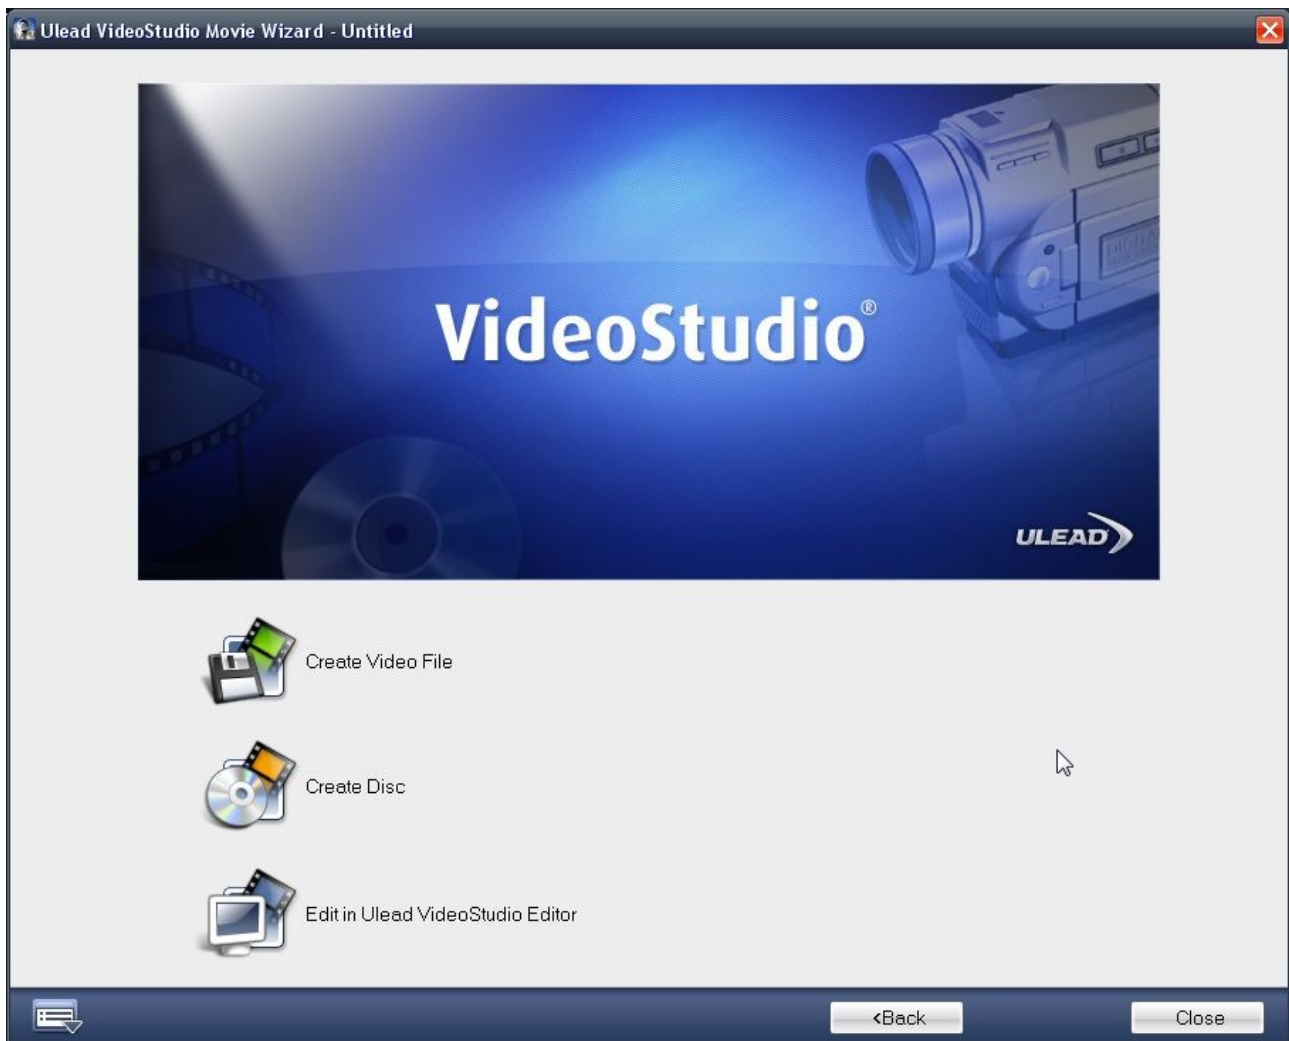 Ulead VideoStudio Movie Wizard - Untitled
VideoStudio®
ULEAD
Create Video File
Create Disc
Edit in Ulead VideoStudio Editor
<Back
Close